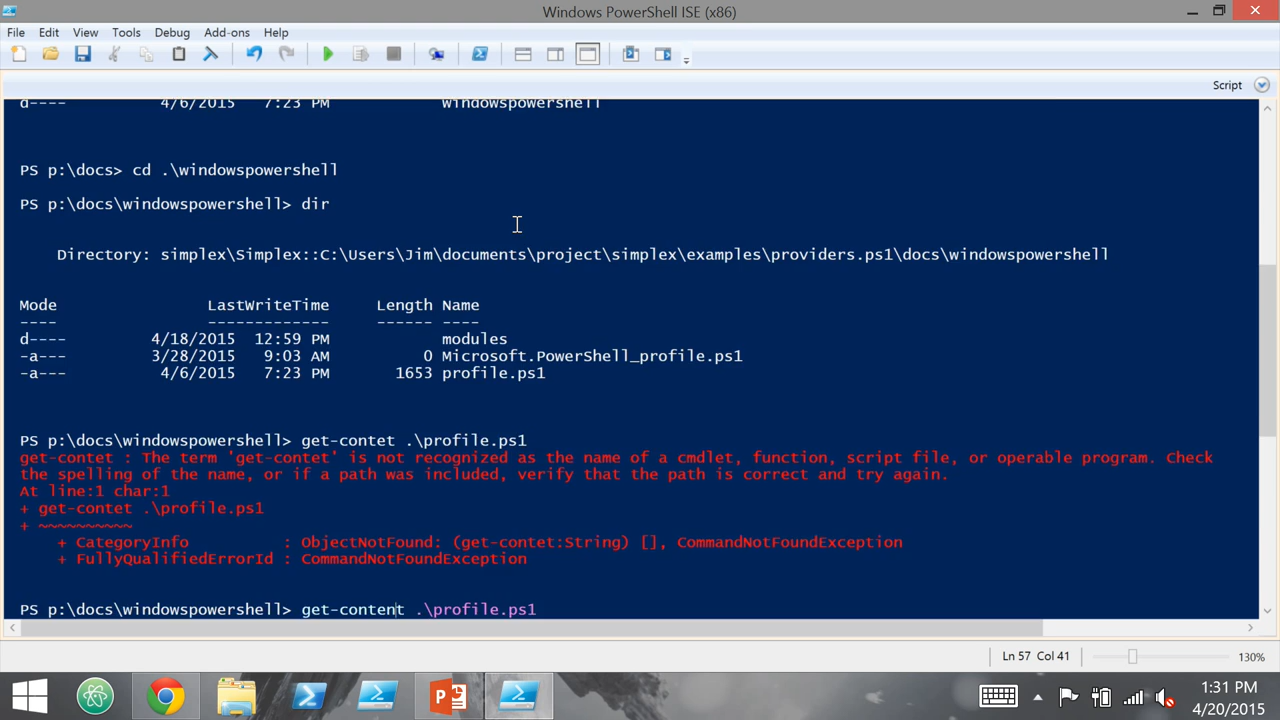 Windows PowerShell ISE (x86)
File Edit View Tools Debug Add-ons Help
Script
d---- 4/6/2015 7:23 PM windowspowershell
PS p:\docs> cd .\windowspowershell
PS p:\docs\windowspowershell> dir
Directory: simplex\Simplex::C:\Users\Jim\documents\project\simplex\examples\providers.ps1\docs\windowspowershell
Mode LastWriteTime Length Name
---- ------------- ------ ----
d---- 4/18/2015 12:59 PM modules
-a--- 3/28/2015 9:03 AM 0 Microsoft.PowerShell_profile.ps1
-a--- 4/6/2015 7:23 PM 1653 profile.ps1
PS p:\docs\windowspowershell> get-contet .\profile.ps1
get-contet : The term 'get-contet' is not recognized as the name of a cmdlet, function, script file, or operable program. Check
the spelling of the name, or if a path was included, verify that the path is correct and try again.
At line:1 char:1
+ get-contet .\profile.ps1
+ ~~~~~~~~~~
+ CategoryInfo : ObjectNotFound: (get-contet:String) [], CommandNotFoundException
+ FullyQualifiedErrorId : CommandNotFoundException
PS p:\docs\windowspowershell> get-content .\profile.ps1
Ln 57 Col 41 130%
1:31 PM
4/20/2015